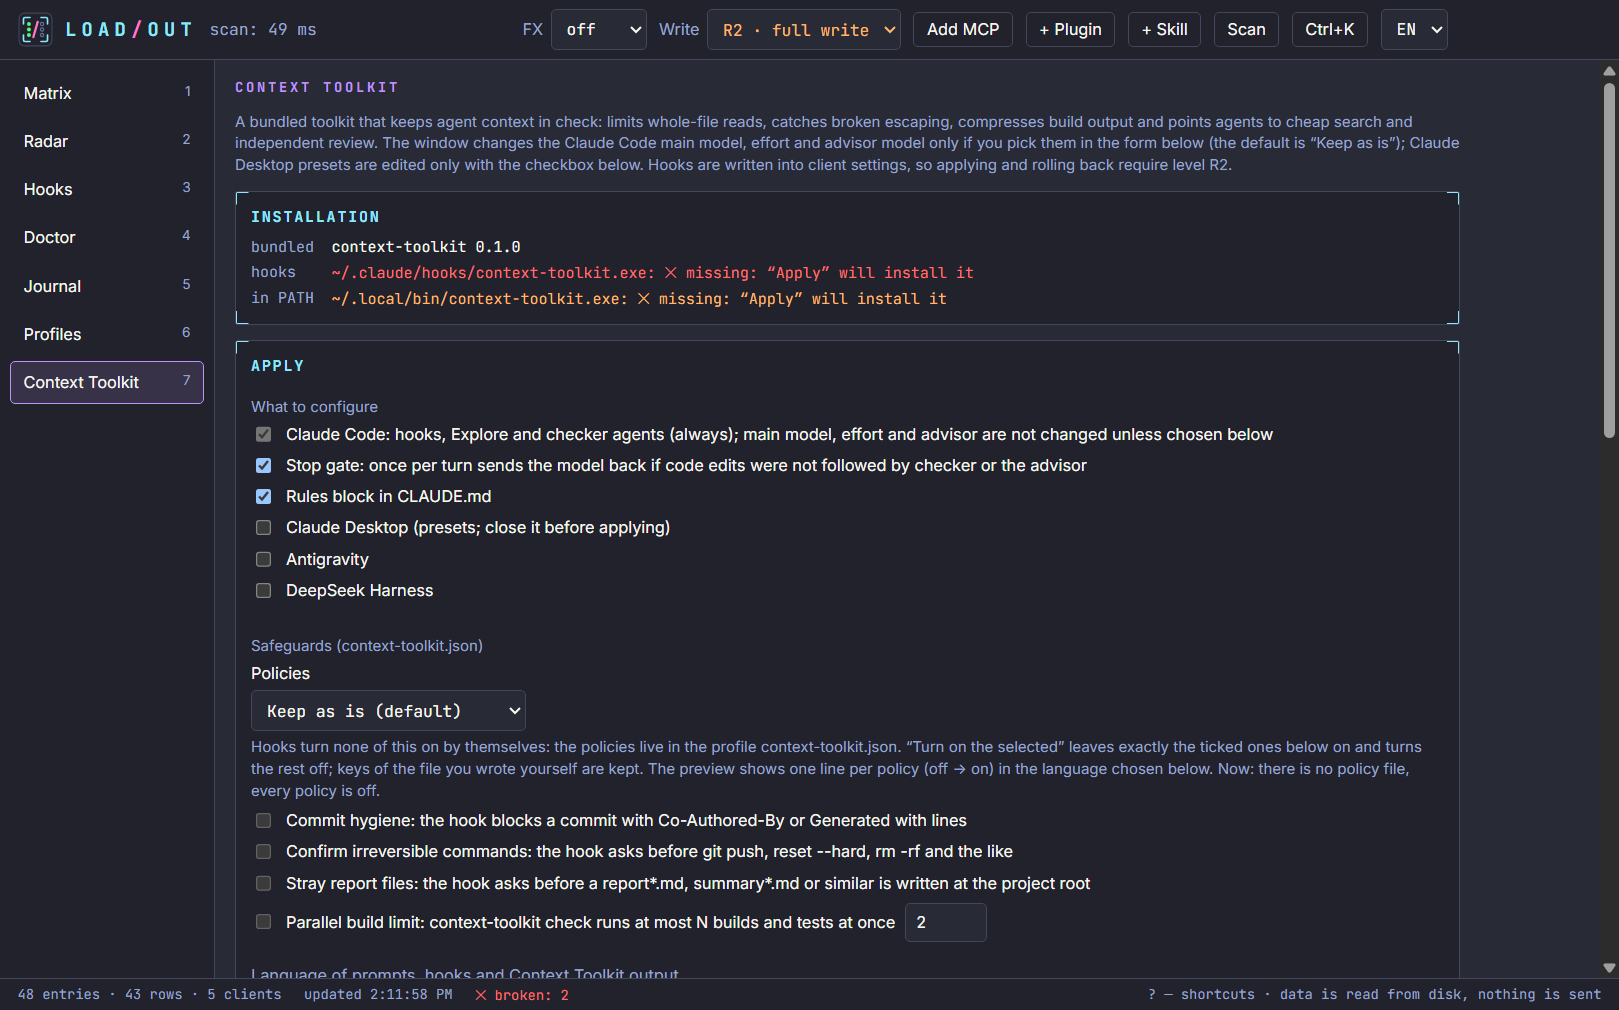 LOAD/OUT scan: 49 ms FX off Write R2 · full write Add MCP + Plugin + Skill Scan Ctrl+K EN
Matrix 1
Radar 2
Hooks 3
Doctor 4
Journal 5
Profiles 6
Context Toolkit 7
CONTEXT TOOLKIT
A bundled toolkit that keeps agent context in check: limits whole-file reads, catches broken escaping, compresses build output and points agents to cheap search and
independent review. The window changes the Claude Code main model, effort and advisor model only if you pick them in the form below (the default is “Keep as is”); Claude
Desktop presets are edited only with the checkbox below. Hooks are written into client settings, so applying and rolling back require level R2.
INSTALLATION
bundled context-toolkit 0.1.0
hooks ~/.claude/hooks/context-toolkit.exe: ✕ missing: “Apply” will install it
in PATH ~/.local/bin/context-toolkit.exe: ✕ missing: “Apply” will install it
APPLY
What to configure
Claude Code: hooks, Explore and checker agents (always); main model, effort and advisor are not changed unless chosen below
Stop gate: once per turn sends the model back if code edits were not followed by checker or the advisor
Rules block in CLAUDE.md
Claude Desktop (presets; close it before applying)
Antigravity
DeepSeek Harness
Safeguards (context-toolkit.json)
Policies
Keep as is (default)
Hooks turn none of this on by themselves: the policies live in the profile context-toolkit.json. “Turn on the selected” leaves exactly the ticked ones below on and turns
the rest off; keys of the file you wrote yourself are kept. The preview shows one line per policy (off → on) in the language chosen below. Now: there is no policy file,
every policy is off.
Commit hygiene: the hook blocks a commit with Co-Authored-By or Generated with lines
Confirm irreversible commands: the hook asks before git push, reset --hard, rm -rf and the like
Stray report files: the hook asks before a report*.md, summary*.md or similar is written at the project root
Parallel build limit: context-toolkit check runs at most N builds and tests at once 2
Language of prompts, hooks and Context Toolkit output
48 entries · 43 rows · 5 clients updated 2:11:58 PM ✕ broken: 2 ? — shortcuts · data is read from disk, nothing is sent